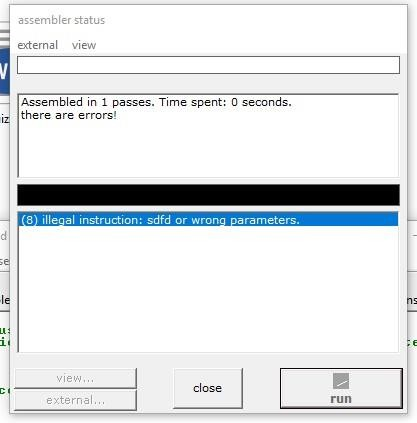 assembler status
external view
Assembled in 1 passes. Time spent: 0 seconds.
there are errors!
(8) illegal instruction: sdfd or wrong parameters.
view...
external...
close
run